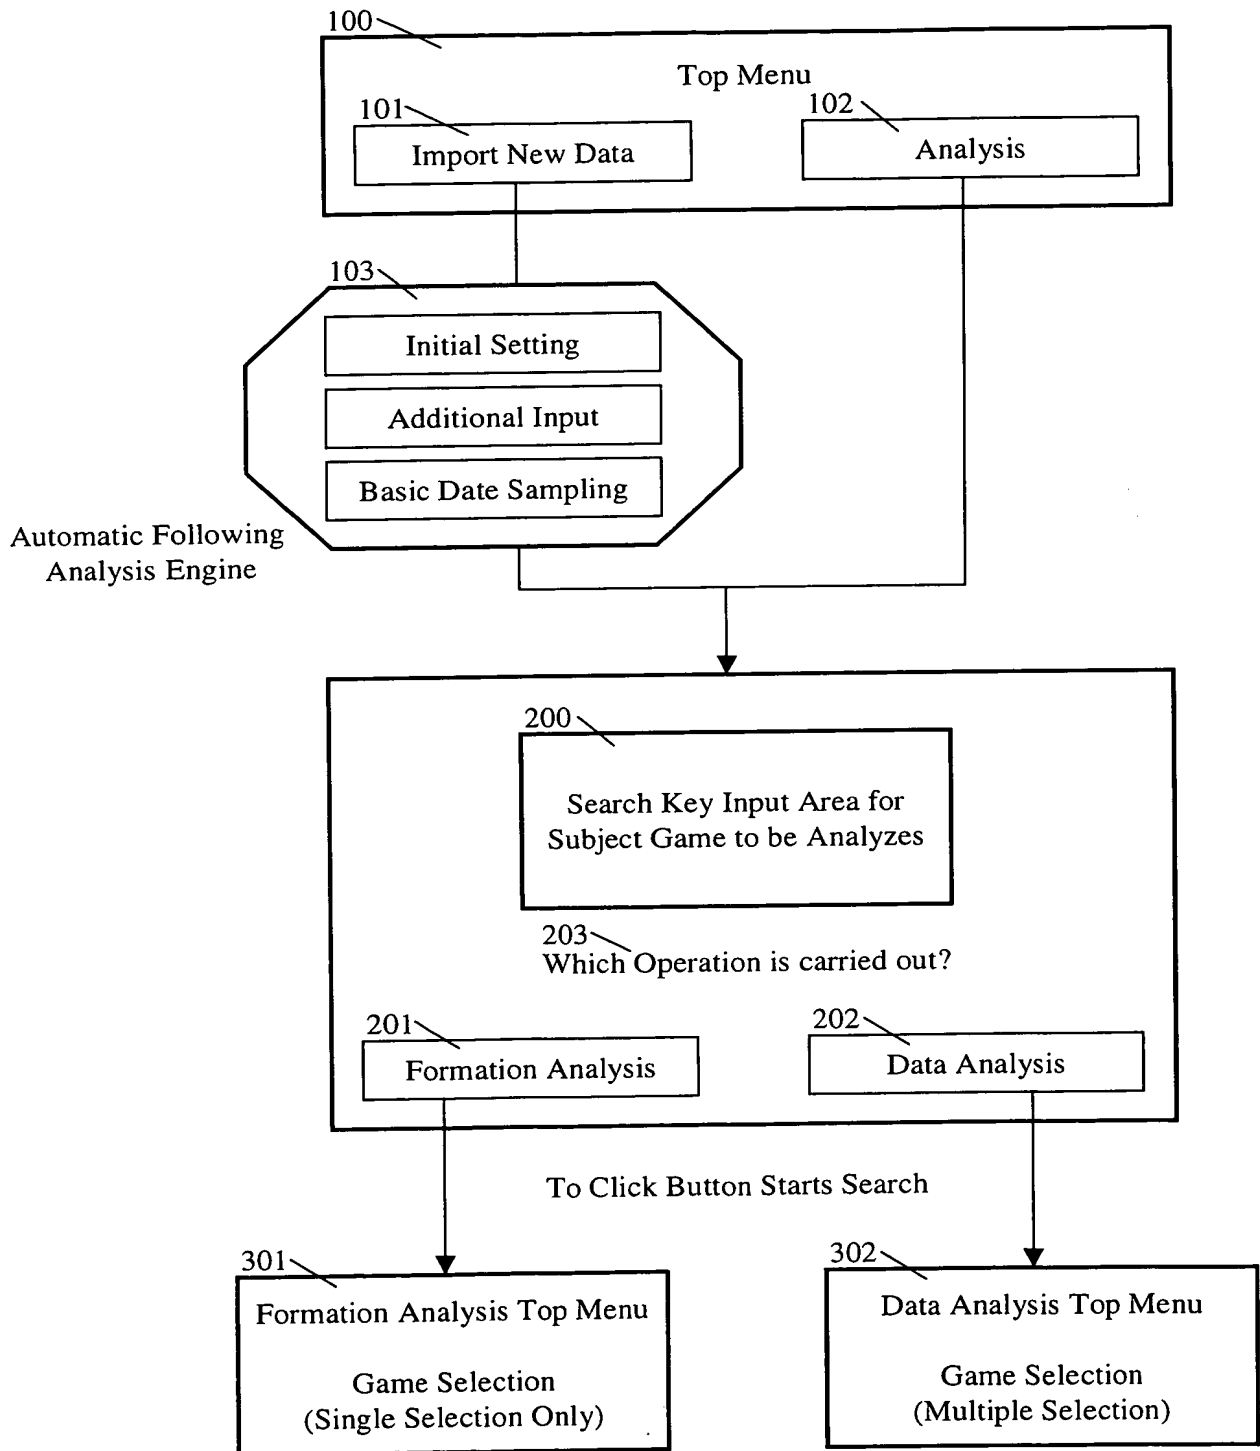 100
Top Menu
101
102
Import New Data
Analysis
103
Initial Setting
Additional Input
Basic Date Sampling
Automatic Following
Analysis Engine
200
Search Key Input Area for
Subject Game to be Analyzes
203
Which Operation is carried out?
201
202
Formation Analysis
Data Analysis
To Click Button Starts Search
301
Formation Analysis Top Menu
Game Selection
(Single Selection Only)
302
Data Analysis Top Menu
Game Selection
(Multiple Selection)